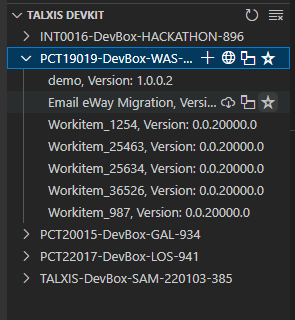 TALXIS DEVKIT
INT0016-DevBox-HACKATHON-896
PCT19019-DevBox-WAS-...
demo, Version: 1.0.0.2
Email eWay Migration, Versi...
Workitem_1254, Version: 0.0.20000.0
Workitem_25463, Version: 0.0.20000.0
Workitem_25634, Version: 0.0.20000.0
Workitem_36526, Version: 0.0.20000.0
Workitem_987, Version: 0.0.20000.0
PCT20015-DevBox-GAL-934
PCT22017-DevBox-LOS-941
TALXIS-DevBox-SAM-220103-385